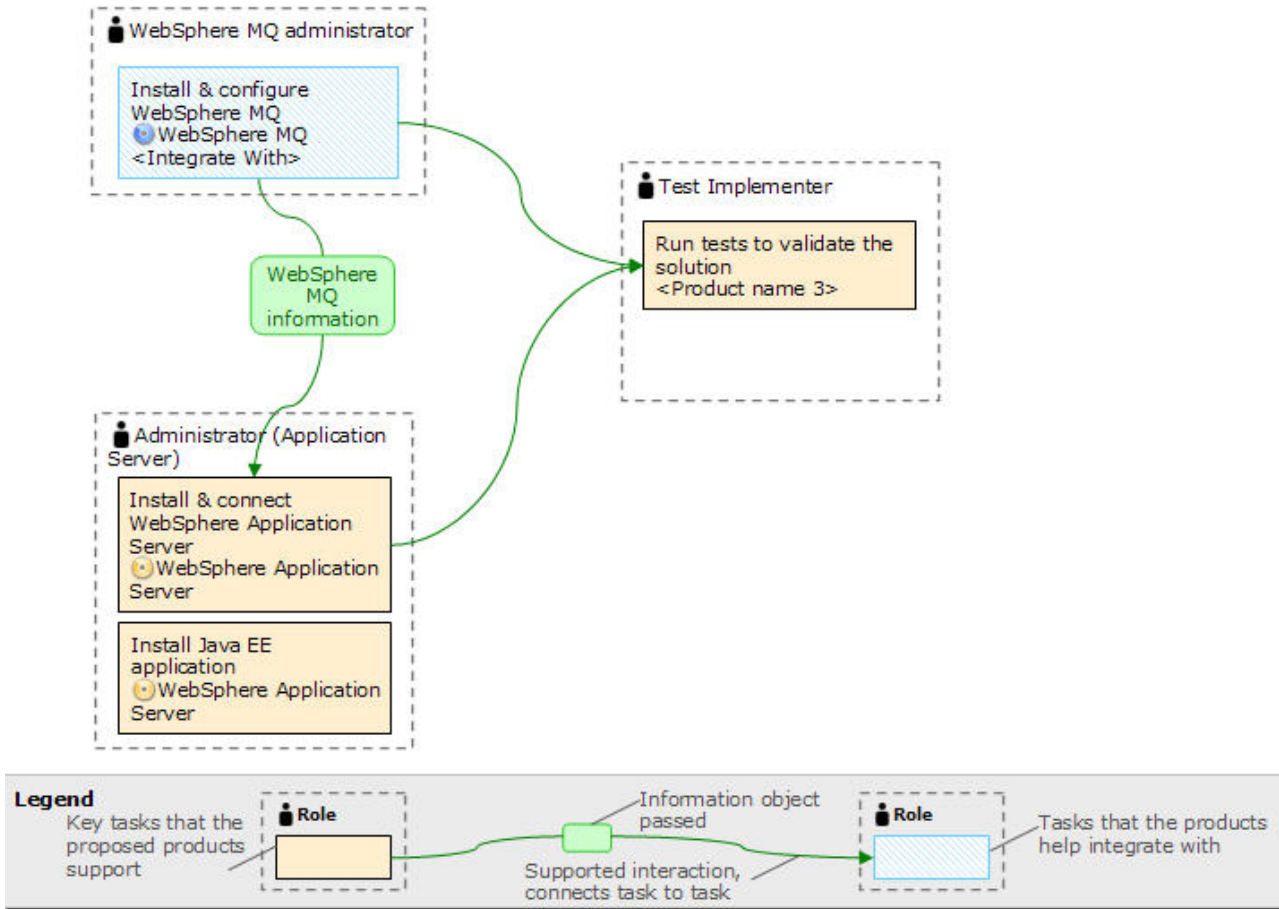 WebSphere MQ administrator
Install & configure
WebSphere MQ
WebSphere MQ
<Integrate With>
WebSphere
MQ
information
Test Implementer
Run tests to validate the
solution
<Product name 3>
Administrator (Application
Server)
Install & connect
WebSphere Application
Server
WebSphere Application
Server
Install Java EE
application
WebSphere Application
Server
Legend
Key tasks that the
proposed products
support
Role
Information object
passed
Supported interaction,
connects task to task
Role
Tasks that the products
help integrate with